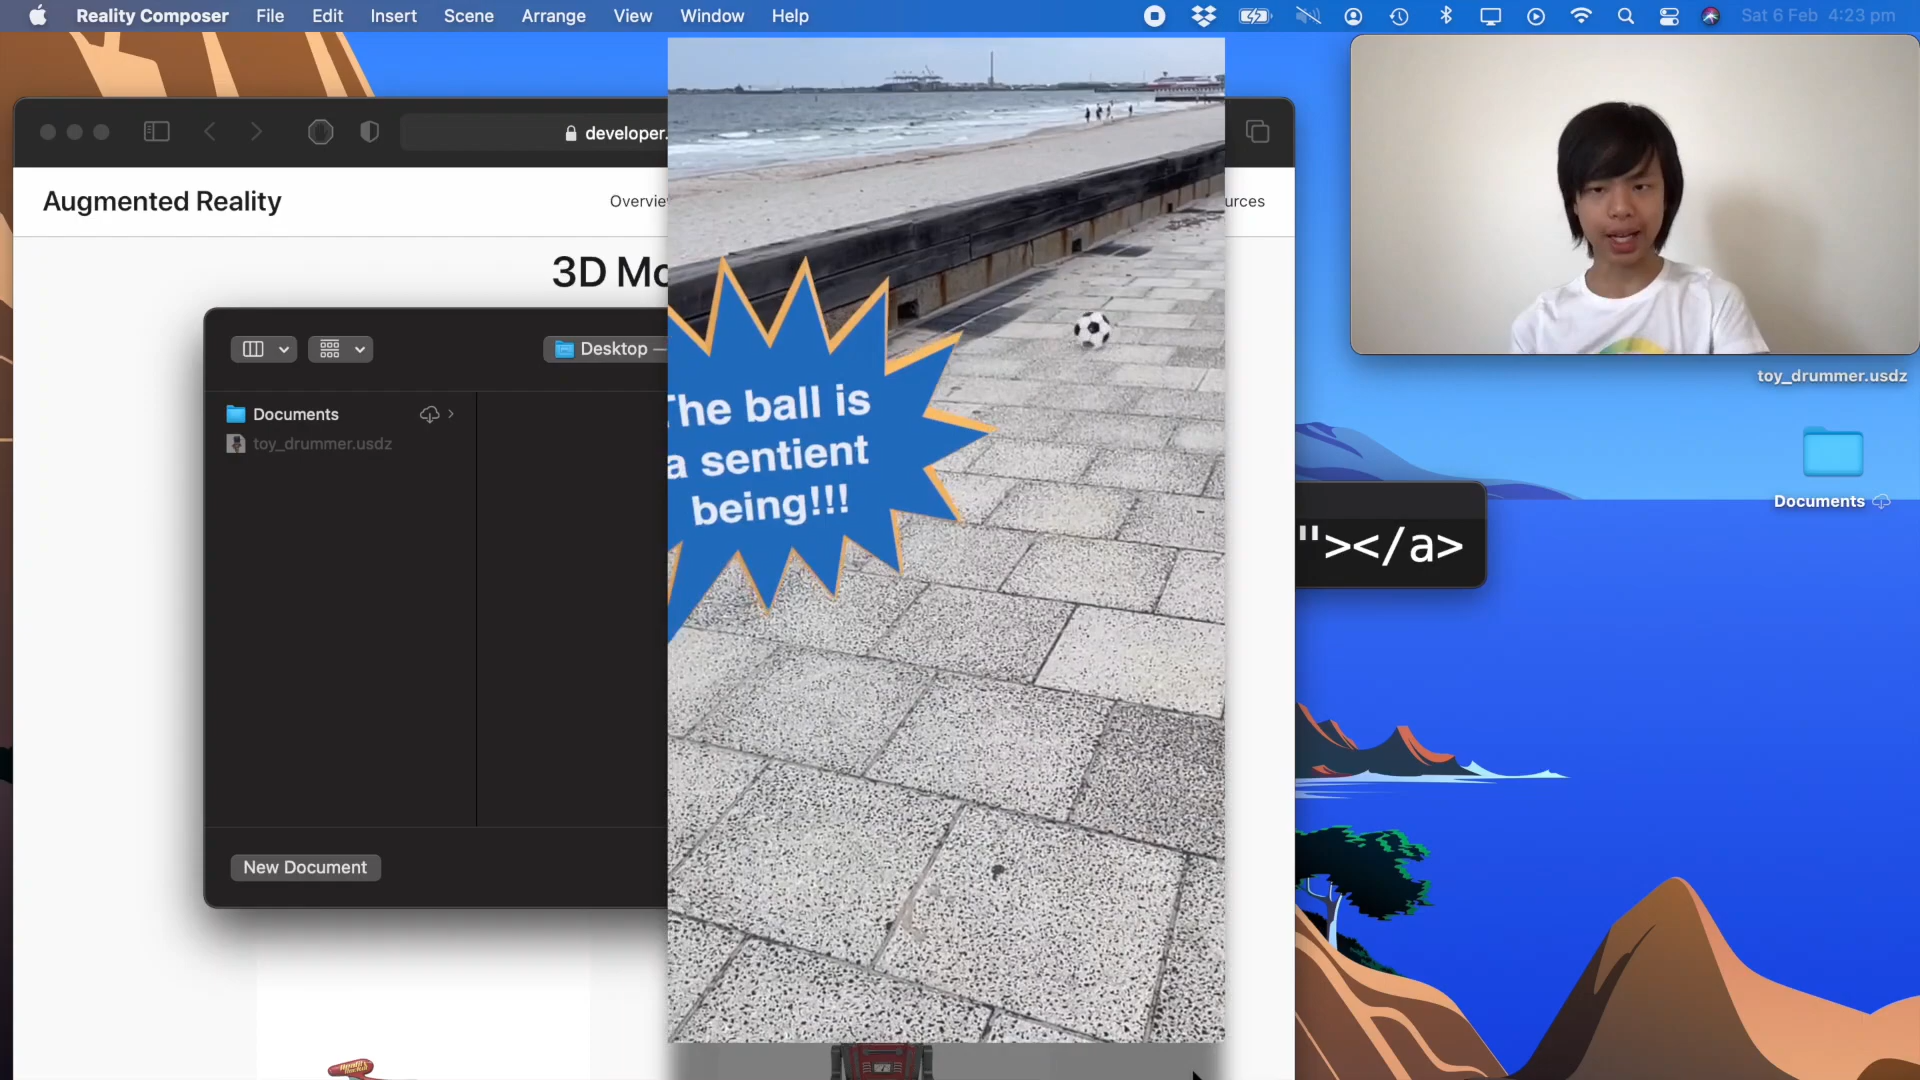 Reality Composer File Edit Insert Scene Arrange View Window Help
Sat 6 Feb 4:23 pm
developer.
Augmented Reality
Overvie
urces
3D Mo
Desktop —
Documents
toy_drummer.usdz
New Document
The ball is
a sentient
being!!!
"></a>
toy_drummer.usdz
Documents